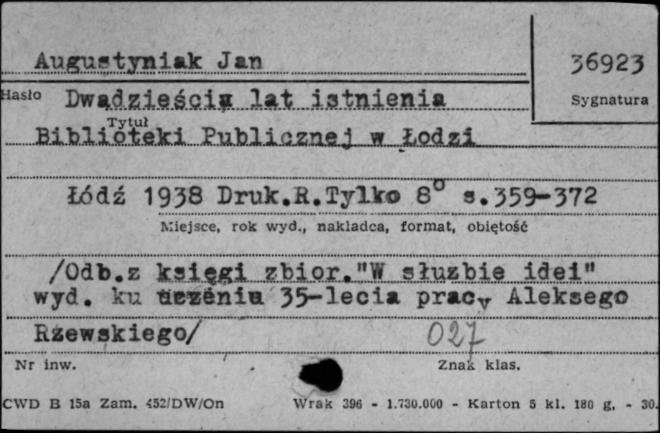 Augustyniak Jan
36923
Hasło
Sygnatura
Dwadzieścia lat istnienia
Tytuł
Biblioteki Publicznej w Łodzi
Łódź 1938 Druk.R.Tylko 8° s.359-372
Miejsce, rok wyd., nakładca, format, objętość
/Odb.z księgi zbior."W służbie idei"
wyd. ku uczeniu 35-lecia pracy Aleksego
Rżewskiego/
027
Nr inw.
Znak klas.
CWD B 15a Zam. 452/DW/On
Wrak 396 - 1.730.000 - Karton 5 kl. 180 g. - 30.